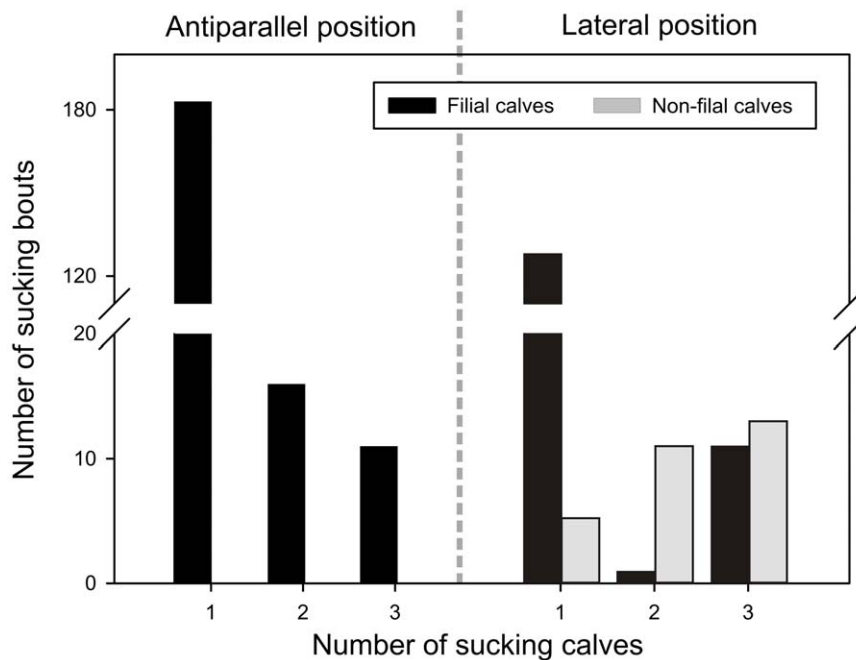 Antiparallel position
Lateral position
Filial calves
Non-filal calves
Number of sucking bouts
180
120
20
10
0
1 2 3
1 2 3
Number of sucking calves